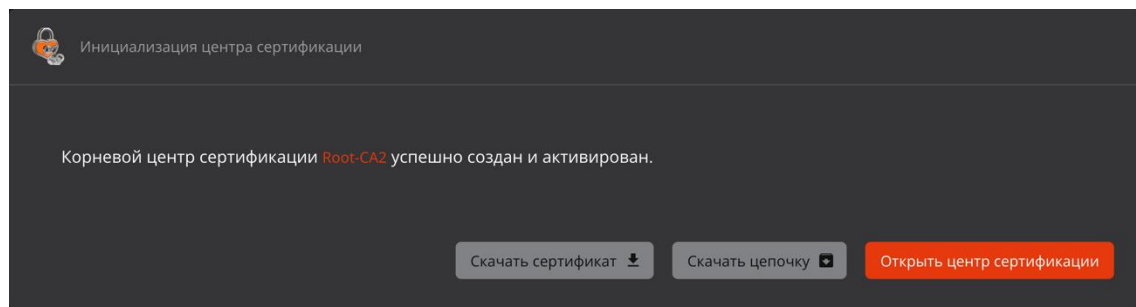 Инициализация центра сертификации
Корневой центр сертификации Root-CA2 успешно создан и активирован.
Скачать сертификат Скачать цепочку Открыть центр сертификации